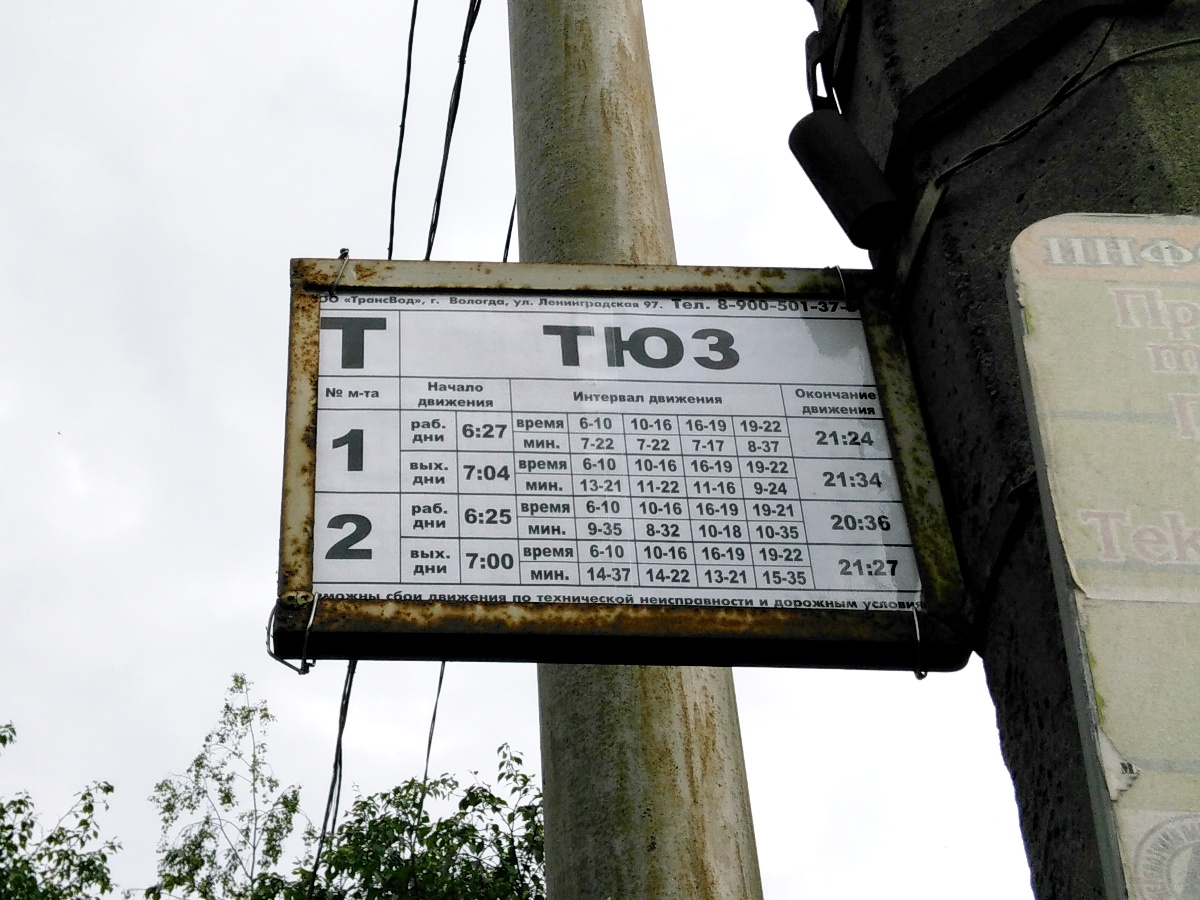 ОО «ТрансВод», г. Вологда, ул. Ленинградская 97. Тел. 8-900-501-37-
Т ТЮЗ
№ м-та Начало движения Интервал движения Окончание движения
1 раб. дни 6:27 время 6-10 10-16 16-19 19-22 21:24
мин. 7-22 7-22 7-17 8-37
вых. дни 7:04 время 6-10 10-16 16-19 19-22 21:34
мин. 13-21 11-22 11-16 9-24
2 раб. дни 6:25 время 6-10 10-16 16-19 19-21 20:36
мин. 9-35 8-32 10-18 10-35
вых. дни 7:00 время 6-10 10-16 16-19 19-22 21:27
мин. 14-37 14-22 13-21 15-35
зможны сбои движения по технической неисправности и дорожным условия
ИНФО
Пр
т
Тек